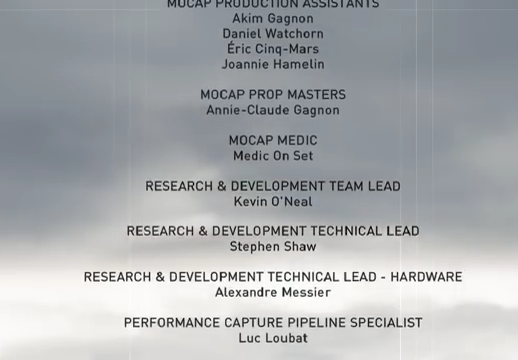 MOCAP PRODUCTION ASSISTANTS
Akim Gagnon
Daniel Watchorn
Éric Cinq-Mars
Joannie Hamelin
MOCAP PROP MASTERS
Annie-Claude Gagnon
MOCAP MEDIC
Medic On Set
RESEARCH & DEVELOPMENT TEAM LEAD
Kevin O'Neal
RESEARCH & DEVELOPMENT TECHNICAL LEAD
Stephen Shaw
RESEARCH & DEVELOPMENT TECHNICAL LEAD - HARDWARE
Alexandre Messier
PERFORMANCE CAPTURE PIPELINE SPECIALIST
Luc Loubat